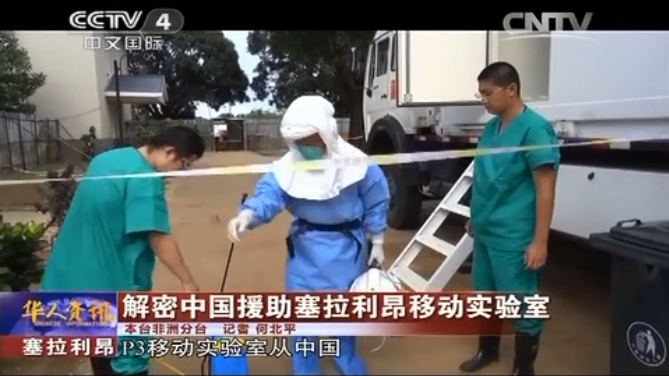 CCTV 4
中文国际
CNTV
华人资讯
CHINESE INFORMATION
解密中国援助塞拉利昂移动实验室
本台非洲分台 记者 何北平
塞拉利昂
P3移动实验室从中国